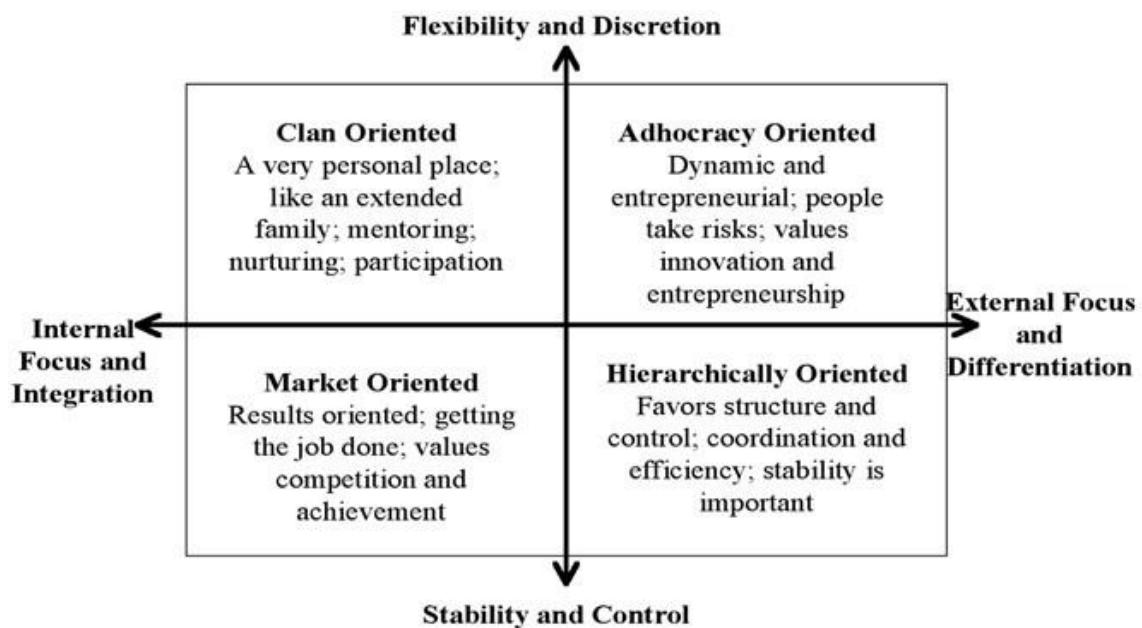 Flexibility and Discretion
Clan Oriented
A very personal place;
like an extended
family; mentoring;
nurturing; participation
Adhocracy Oriented
Dynamic and
entrepreneurial; people
take risks; values
innovation and
entrepreneurship
Internal
Focus and
Integration
External Focus
and
Differentiation
Market Oriented
Results oriented; getting
the job done; values
competition and
achievement
Hierarchically Oriented
Favors structure and
control; coordination and
efficiency; stability is
important
Stability and Control